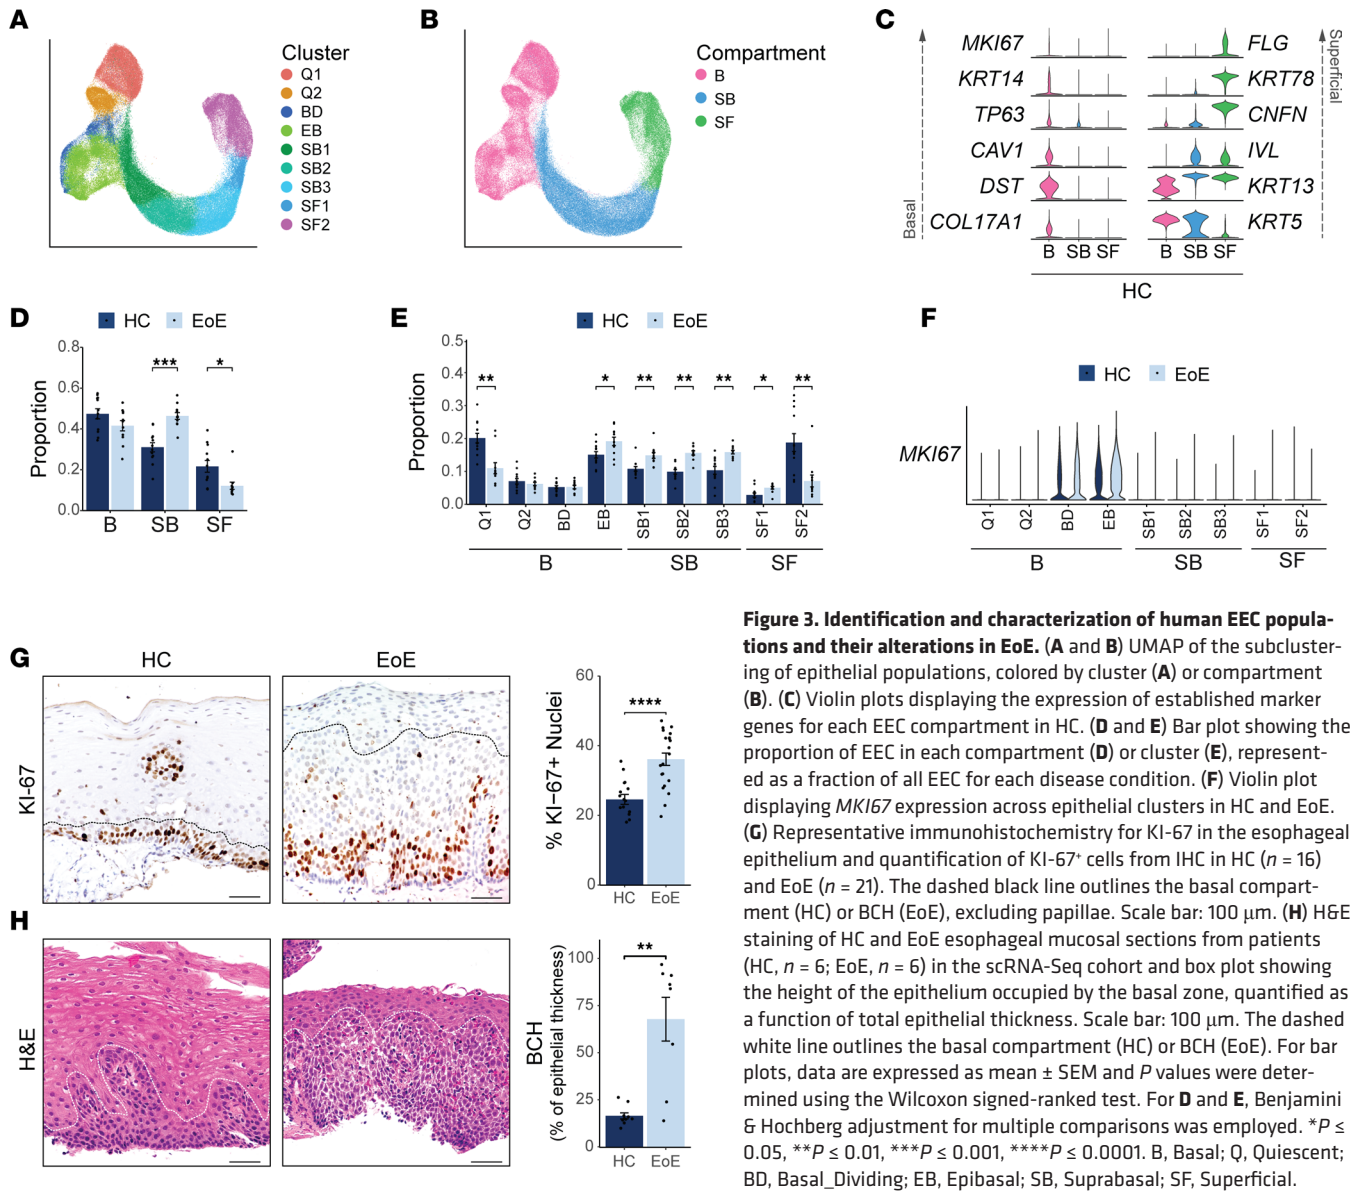 A
Cluster
Q1
Q2
BD
EB
SB1
SB2
SB3
SF1
SF2
B
Compartment
B
SB
SF
C
Basal
MKI67
KRT14
TP63
CAV1
DST
COL17A1
FLG
KRT78
CNFN
IVL
KRT13
KRT5
Superficial
B SB SF B SB SF
HC
D
HC EoE
Proportion
0.8
0.6
0.4
0.2
0.0
*** *
B SB SF
E
HC EoE
Proportion
0.5
0.4
0.3
0.2
0.1
0.0
** * ** ** ** * **
Q1 Q2 BD EB SB1 SB2 SB3 SF1 SF2
B SB SF
F
HC EoE
MKI67
Q1 Q2 BD EB SB1 SB2 SB3 SF1 SF2
B SB SF
G
HC EoE
KI-67
% KI−67+ Nuclei
60
40
20
0
****
HC EoE
H
H&E
BCH
(% of epithelial thickness)
100
75
50
25
0
**
HC EoE
Figure 3. Identification and characterization of human EEC popula-
tions and their alterations in EoE. (A and B) UMAP of the subcluster-
ing of epithelial populations, colored by cluster (A) or compartment
(B). (C) Violin plots displaying the expression of established marker
genes for each EEC compartment in HC. (D and E) Bar plot showing the
proportion of EEC in each compartment (D) or cluster (E), represent-
ed as a fraction of all EEC for each disease condition. (F) Violin plot
displaying MKI67 expression across epithelial clusters in HC and EoE.
(G) Representative immunohistochemistry for KI-67 in the esophageal
epithelium and quantification of KI-67⁺ cells from IHC in HC (n = 16)
and EoE (n = 21). The dashed black line outlines the basal compart-
ment (HC) or BCH (EoE), excluding papillae. Scale bar: 100 μm. (H) H&E
staining of HC and EoE esophageal mucosal sections from patients
(HC, n = 6; EoE, n = 6) in the scRNA-Seq cohort and box plot showing
the height of the epithelium occupied by the basal zone, quantified as
a function of total epithelial thickness. Scale bar: 100 μm. The dashed
white line outlines the basal compartment (HC) or BCH (EoE). For bar
plots, data are expressed as mean ± SEM and P values were deter-
mined using the Wilcoxon signed-ranked test. For D and E, Benjamini
& Hochberg adjustment for multiple comparisons was employed. *P ≤
0.05, **P ≤ 0.01, ***P ≤ 0.001, ****P ≤ 0.0001. B, Basal; Q, Quiescent;
BD, Basal_Dividing; EB, Epibasal; SB, Suprabasal; SF, Superficial.